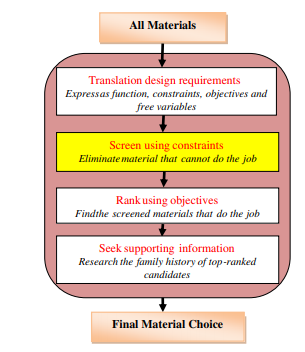 All Materials
Translation design requirements
Expressas function, constraints, objectives and
free variables
Screen using constraints
Eliminatematerial that cannot do the job
Rank using objectives
Findthe screened materials that do the job
Seek supporting information
Research the family history of top-ranked
candidates
Final Material Choice